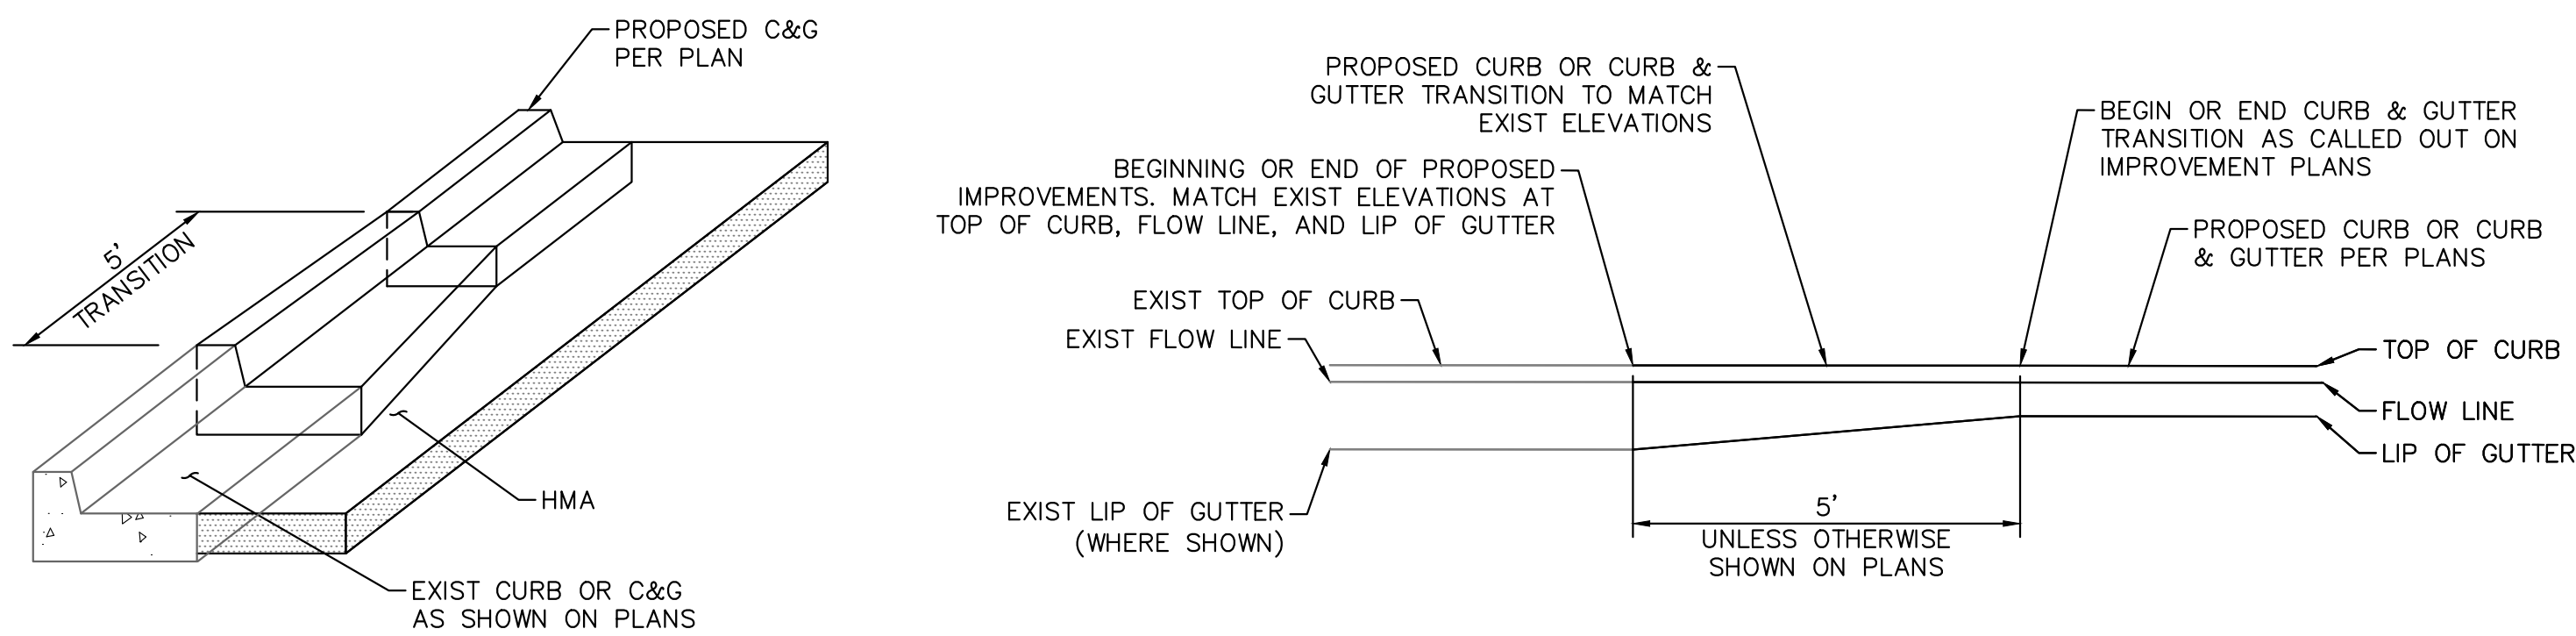 PROPOSED C&G
PER PLAN
5'
TRANSITION
HMA
EXIST CURB OR C&G
AS SHOWN ON PLANS
PROPOSED CURB OR CURB &
GUTTER TRANSITION TO MATCH
EXIST ELEVATIONS
BEGINNING OR END OF PROPOSED
IMPROVEMENTS. MATCH EXIST ELEVATIONS AT
TOP OF CURB, FLOW LINE, AND LIP OF GUTTER
BEGIN OR END CURB & GUTTER
TRANSITION AS CALLED OUT ON
IMPROVEMENT PLANS
PROPOSED CURB OR CURB
& GUTTER PER PLANS
EXIST TOP OF CURB
EXIST FLOW LINE
TOP OF CURB
FLOW LINE
LIP OF GUTTER
EXIST LIP OF GUTTER
(WHERE SHOWN)
5'
UNLESS OTHERWISE
SHOWN ON PLANS